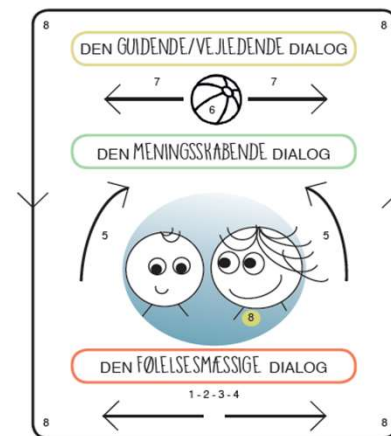 8 8
DEN GUIDENDE/VEJLEDENDE DIALOG
7 7
6
DEN MENINGSSKABENDE DIALOG
5 5
8
DEN FØLELSESMÆSSIGE DIALOG
1-2-3-4
8 8